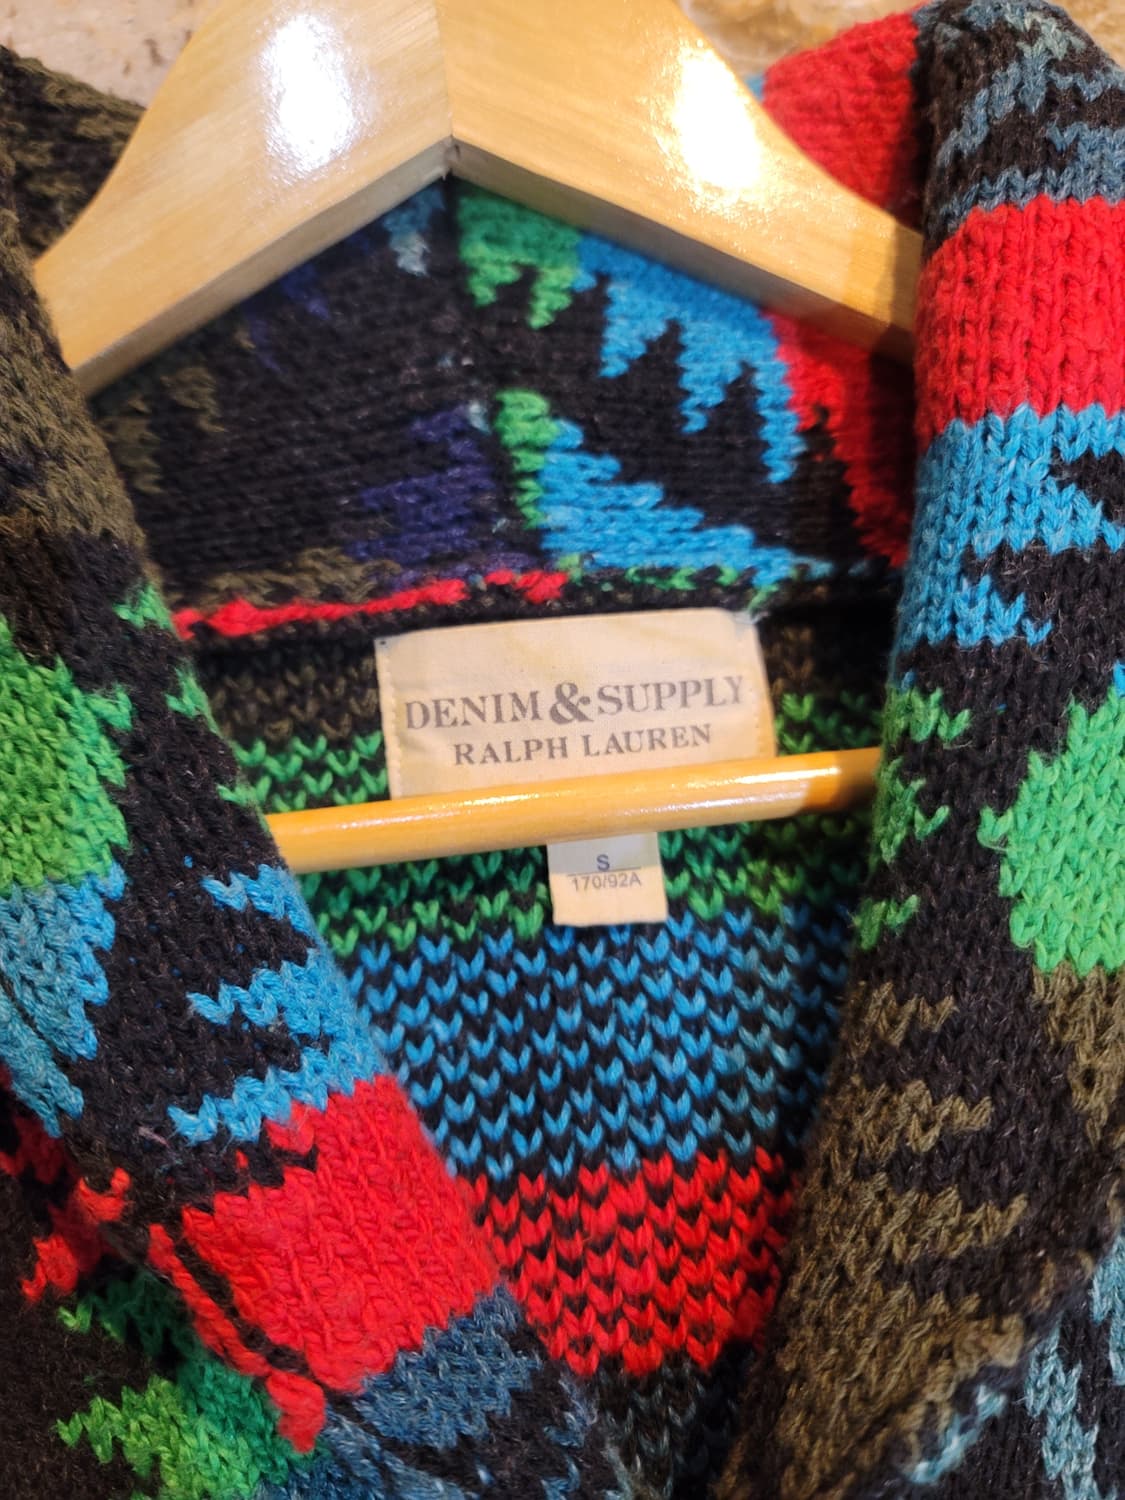 DENIM & SUPPLY
RALPH LAUREN
S
170/92A